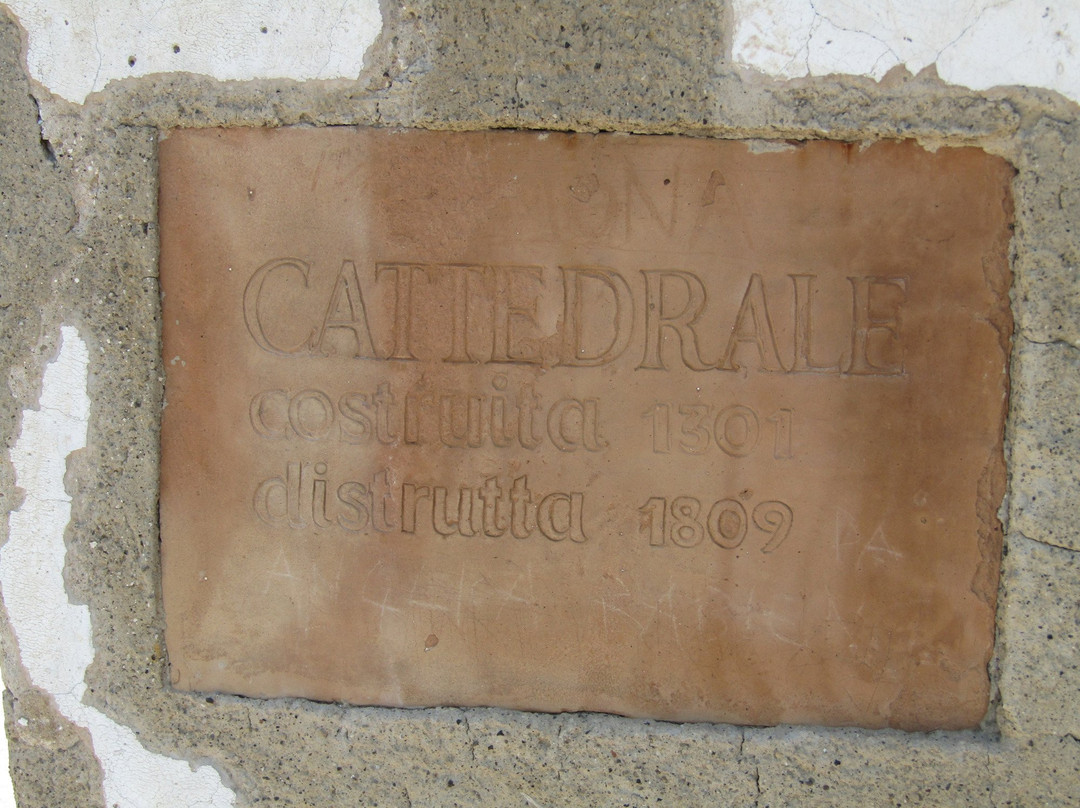 CATTEDRALE
costruita 1301
distrutta 1809